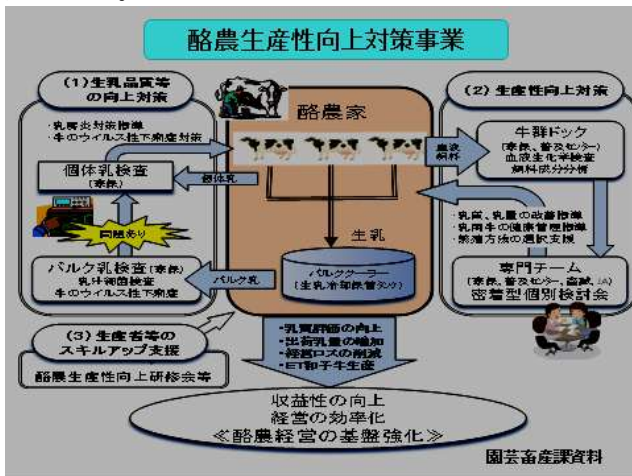 酪農生産性向上対策事業
(1)生乳品質等
の向上対策
・乳房炎対策指導
・牛のウイルス性下痢症対策
個体乳検査
(家保)
問題あり
バルク乳検査(家保)
乳汁細菌検査
牛のウイルス性下痢症
(3)生産者等の
スキルアップ支援
酪農生産性向上研修会等
酪農家
個体乳
生乳
バルククーラー
(生乳冷却保管タンク)
バルク乳
・乳質評価の向上
・出荷乳量の増加
・経営ロスの削減
・ET和子牛生産
(2)生産性向上対策
血液
飼料
牛群ドック
(家保、普及センター)
血液生化学検査
飼料成分分析
・乳質、乳量の改善指導
・乳用牛の健康管理指導
・繁殖方法の選択支援
専門チーム
(家保、普及センター、畜試、JA)
密着型個別検討会
収益性の向上
経営の効率化
≪酪農経営の基盤強化≫
園芸畜産課資料